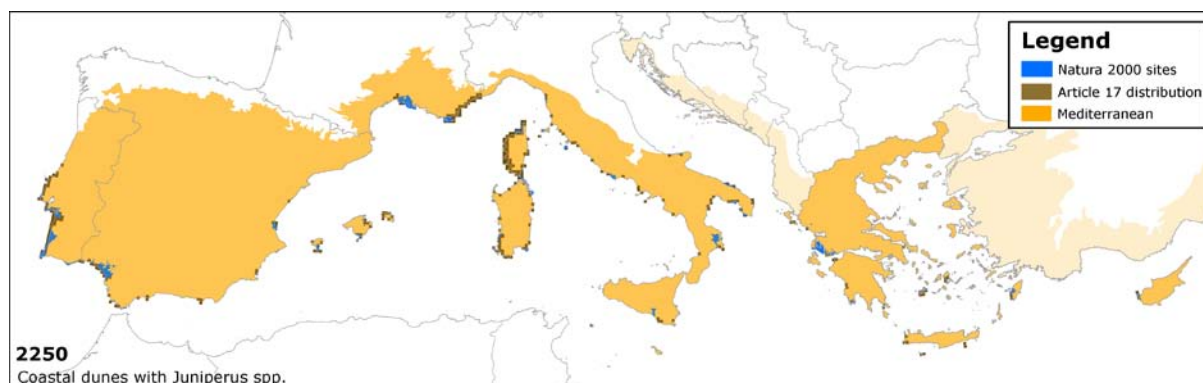 Legend
Natura 2000 sites
Article 17 distribution
Mediterranean
2250
Coastal dunes with Juniperus spp.